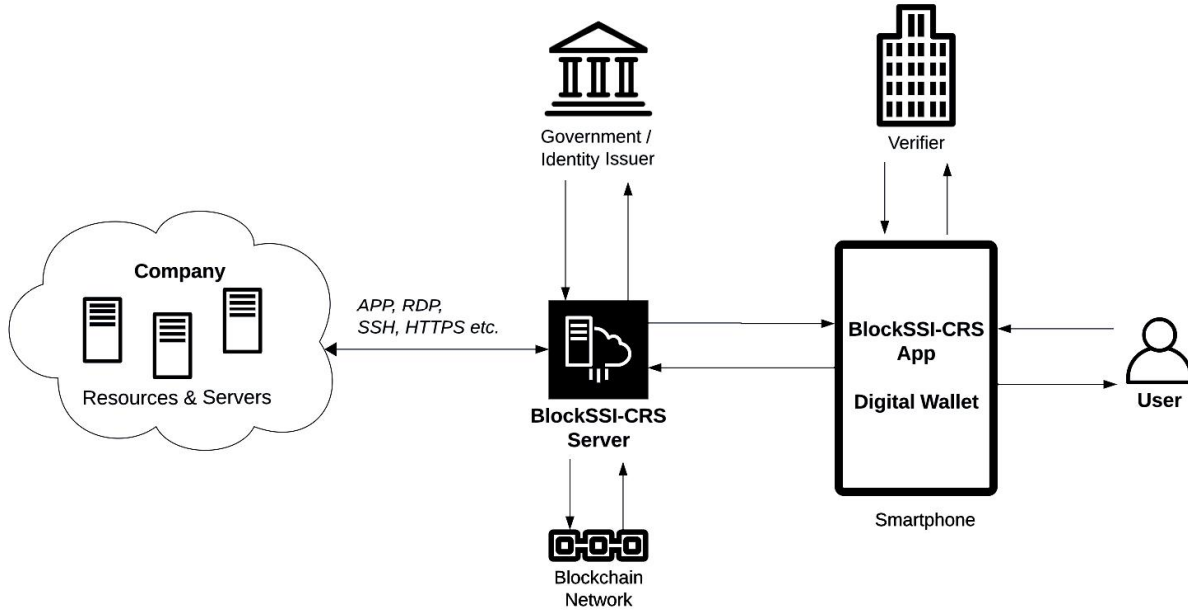 Government /
Identity Issuer
Verifier
Company
Resources & Servers
APP, RDP,
SSH, HTTPS etc.
BlockSSI-CRS
Server
BlockSSI-CRS
App
Digital Wallet
Smartphone
User
Blockchain
Network